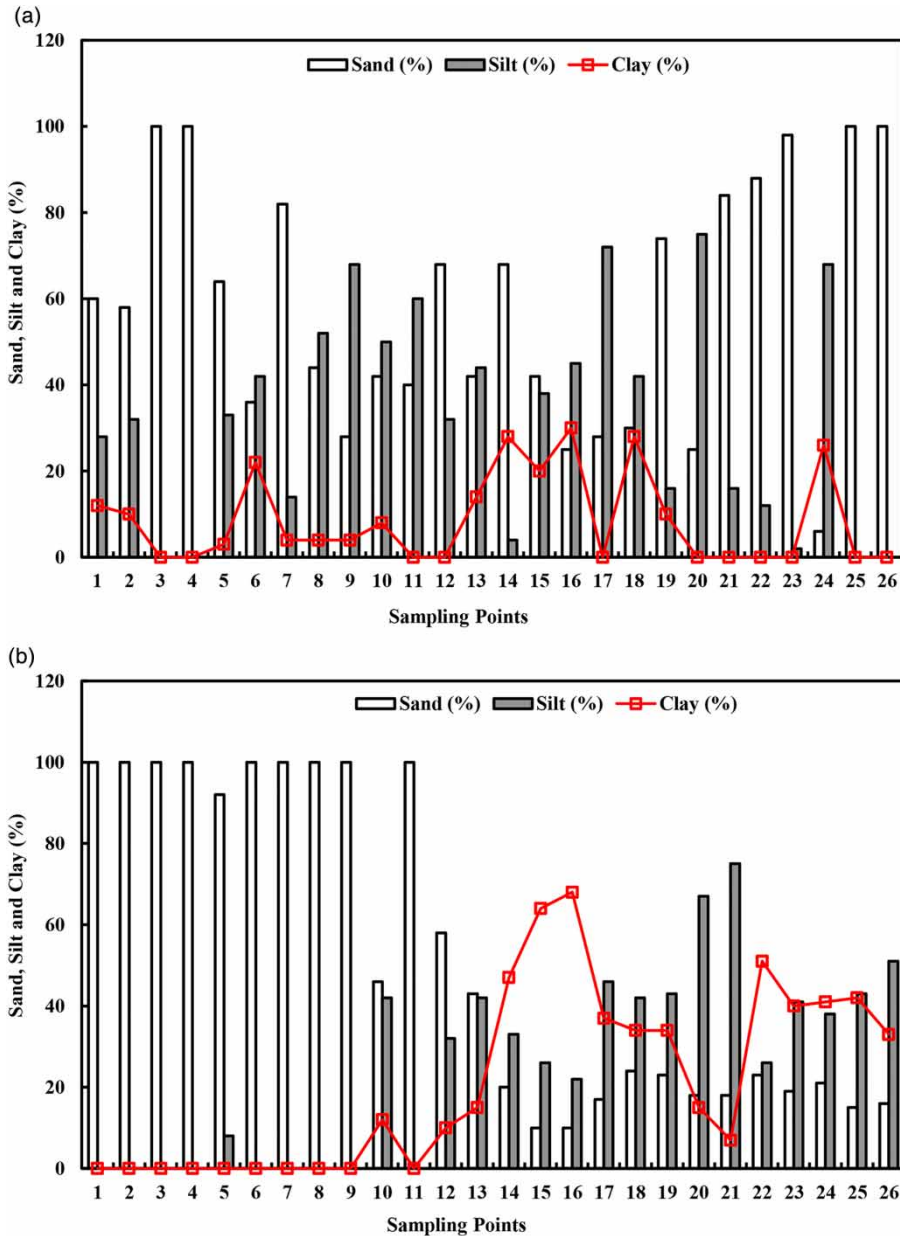 (a)
120
Sand (%) Silt (%) Clay (%)
100
80
60
40
20
0
Sand, Silt and Clay (%)
1 2 3 4 5 6 7 8 9 10 11 12 13 14 15 16 17 18 19 20 21 22 23 24 25 26
Sampling Points
(b)
120
Sand (%) Silt (%) Clay (%)
100
80
60
40
20
0
Sand, Silt and Clay (%)
1 2 3 4 5 6 7 8 9 10 11 12 13 14 15 16 17 18 19 20 21 22 23 24 25 26
Sampling Points